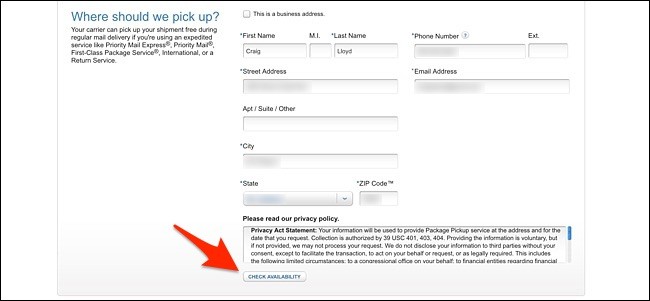 Where should we pick up?
Your carrier can pick up your shipment free during
regular mail delivery if you're using an expedited
service like Priority Mail Express®, Priority Mail®,
First-Class Package Service®, International, or a
Return Service.
This is a business address.
*First Name M.I. *Last Name *Phone Number ? Ext.
Craig Lloyd
*Street Address *Email Address
Apt / Suite / Other
*City
*State *ZIP Code™
Please read our privacy policy.
Privacy Act Statement: Your information will be used to provide Package Pickup service at the address and for the
date that you request. Collection is authorized by 39 USC 401, 403, 404. Providing the information is voluntary, but
if not provided, we may not process your request. We do not disclose your information to third parties without your
consent, except to facilitate the transaction, to act on your behalf or request, or as legally required. This includes
the following limited circumstances: to a congressional office on your behalf; to financial entities regarding financial
CHECK AVAILABILITY